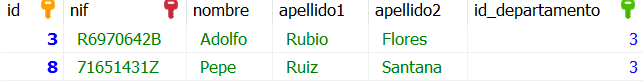 id nif nombre apellido1 apellido2 id_departamento
3 R6970642B Adolfo Rubio Flores 3
8 71651431Z Pepe Ruiz Santana 3